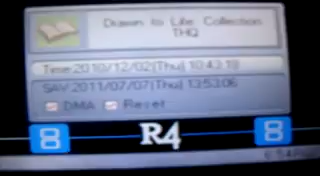 Drawn to Life Collection
THQ
Time:2010/12/02(Thu) 10:43:19
SAV:2011/07/07(Thu) 13:53:06
DMA Reset
8 R4 8